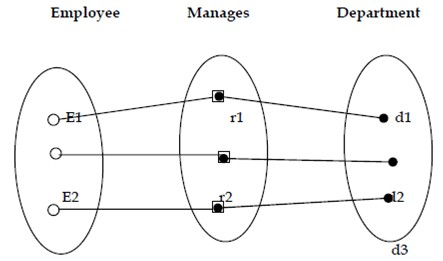 Employee Manages Department
E1 r1 d1
E2 r2 d2
d3